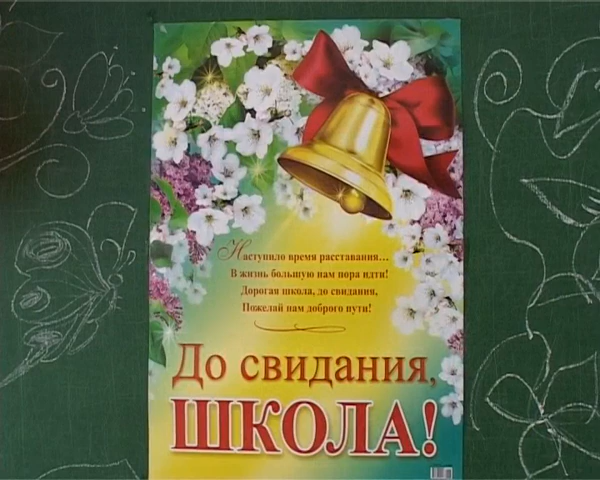 Наступило время расставания...
В жизнь большую нам пора идти!
Дорогая школа, до свидания,
Пожелай нам доброго пути!
До свидания,
ШКОЛА!